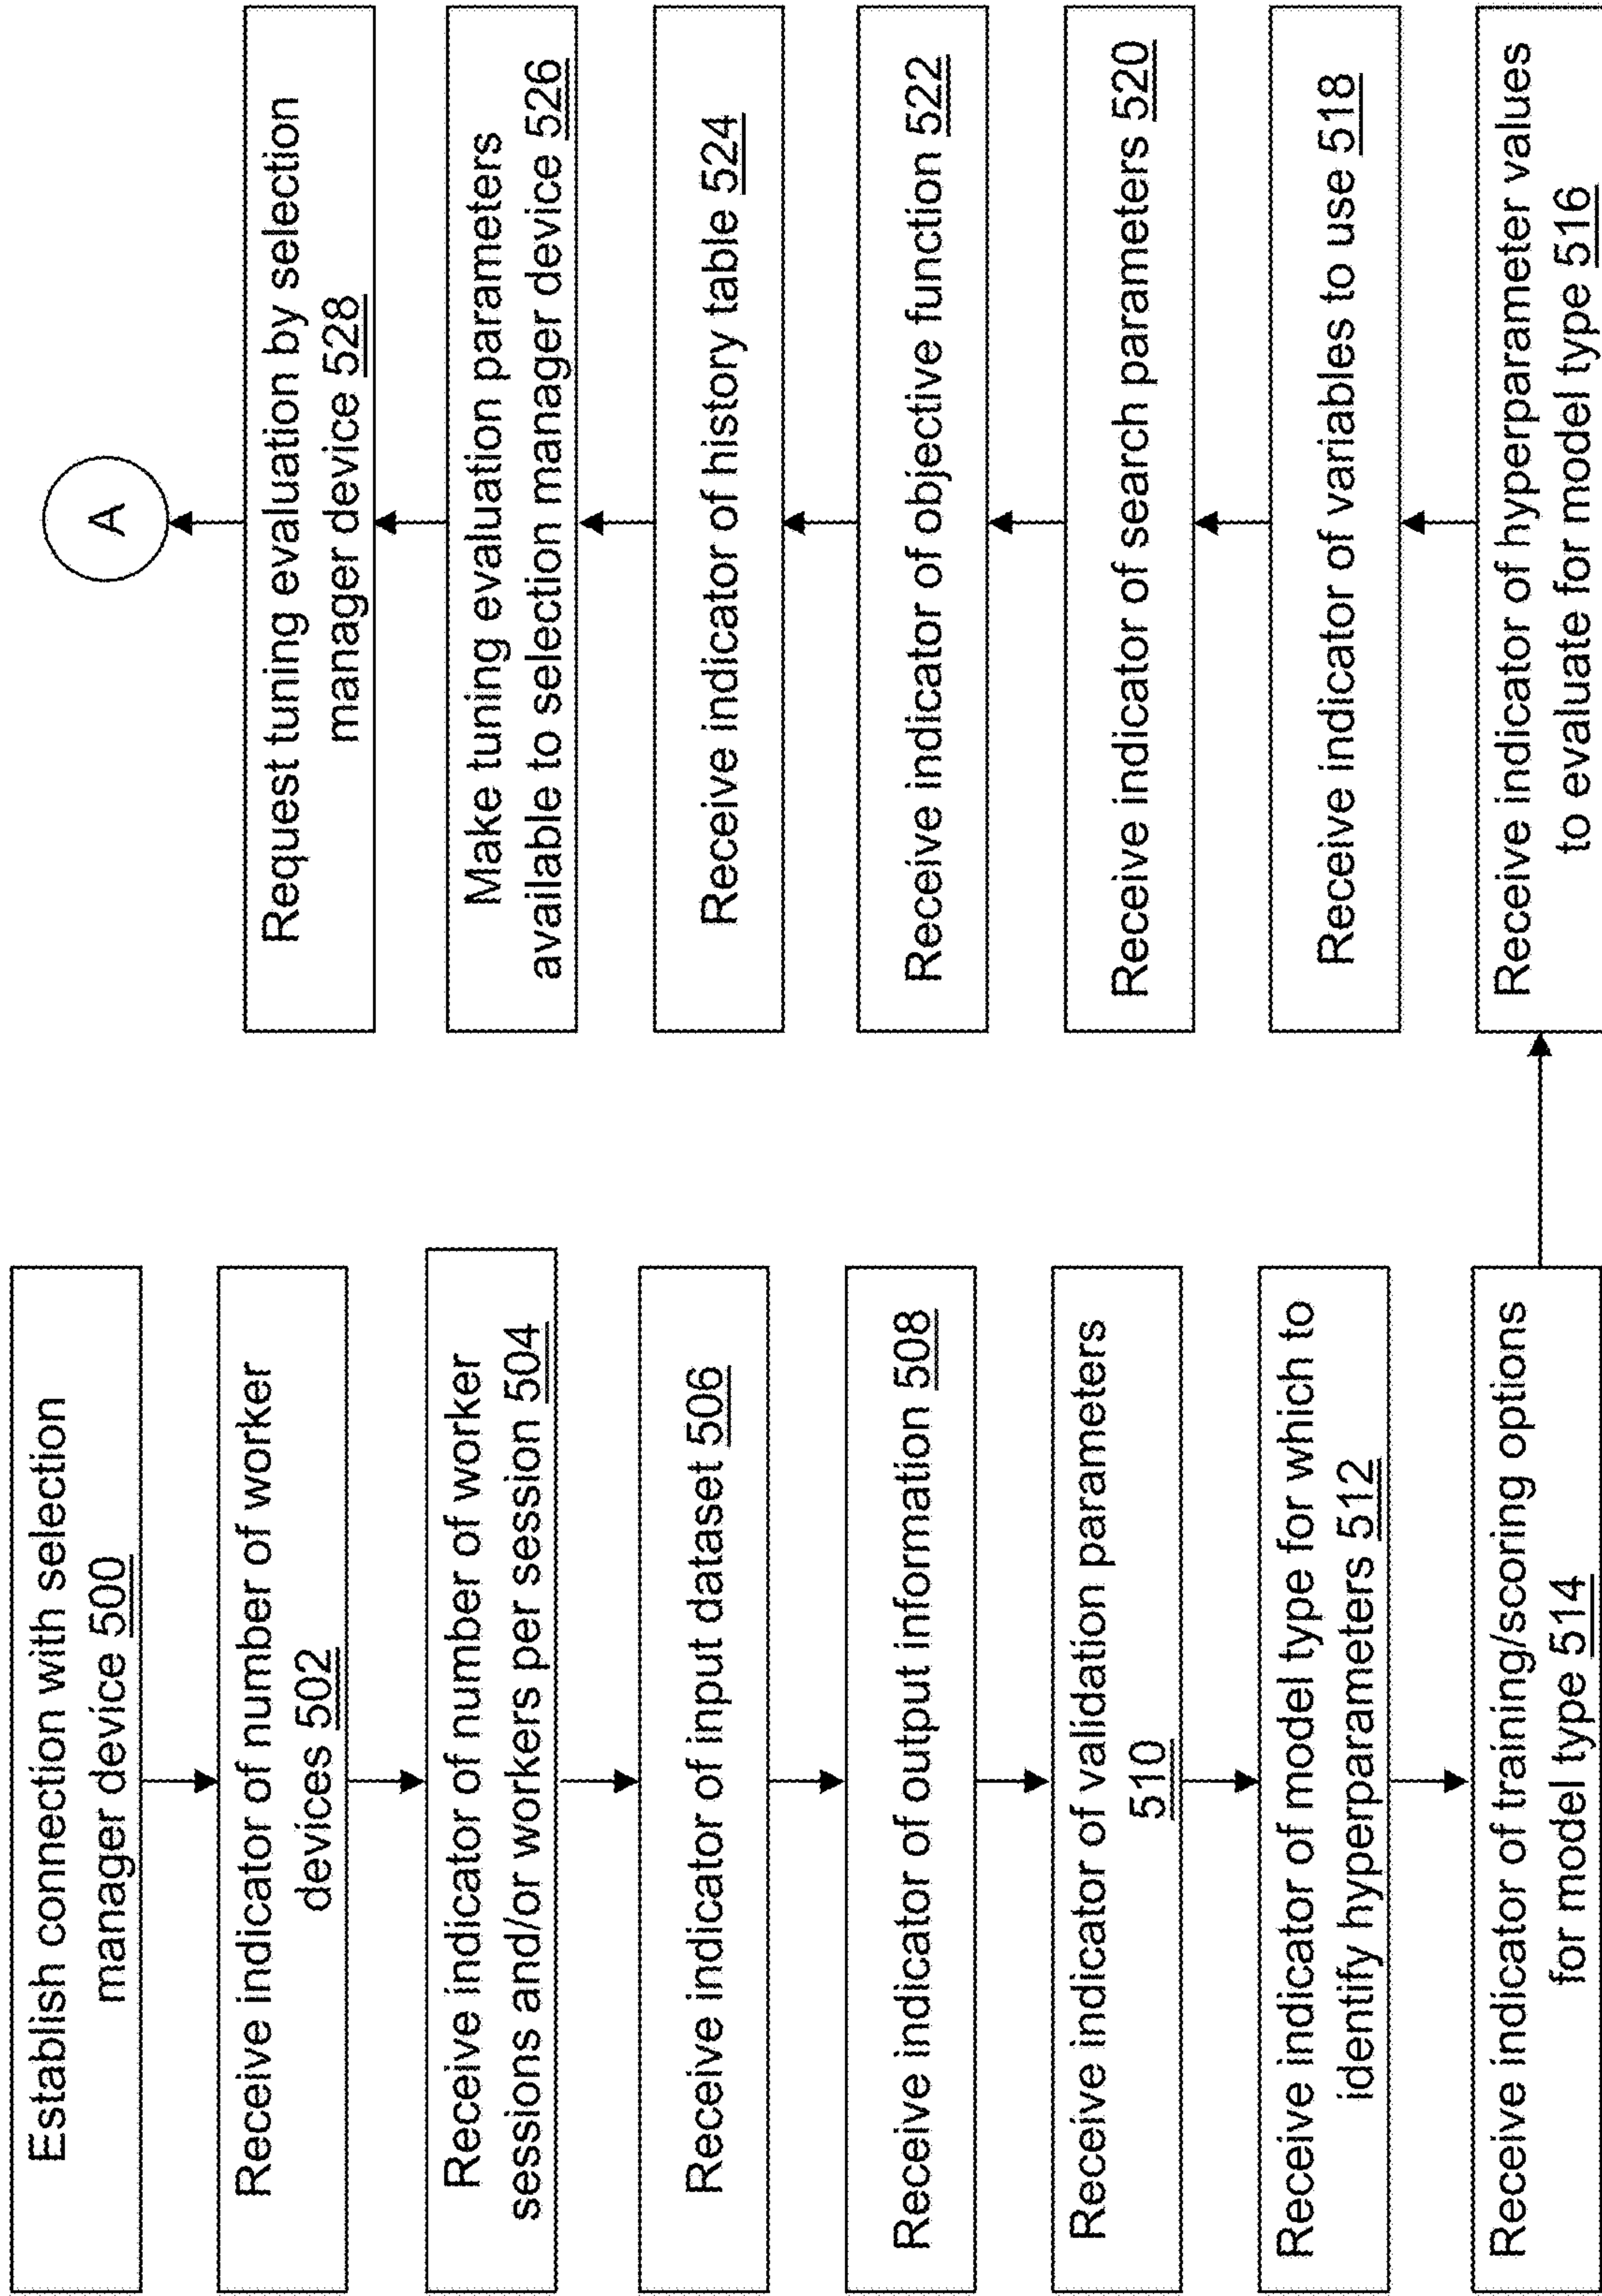 Establish connection with selection
manager device 500
Receive indicator of number of worker
devices 502
Receive indicator of number of worker
sessions and/or workers per session 504
Receive indicator of input dataset 506
Receive indicator of output information 508
Receive indicator of validation parameters
510
Receive indicator of model type for which to
identify hyperparameters 512
Receive indicator of training/scoring options
for model type 514
Receive indicator of hyperparameter values
to evaluate for model type 516
Receive indicator of variables to use 518
Receive indicator of search parameters 520
Receive indicator of objective function 522
Receive indicator of history table 524
Make tuning evaluation parameters
available to selection manager device 526
Request tuning evaluation by selection
manager device 528
A